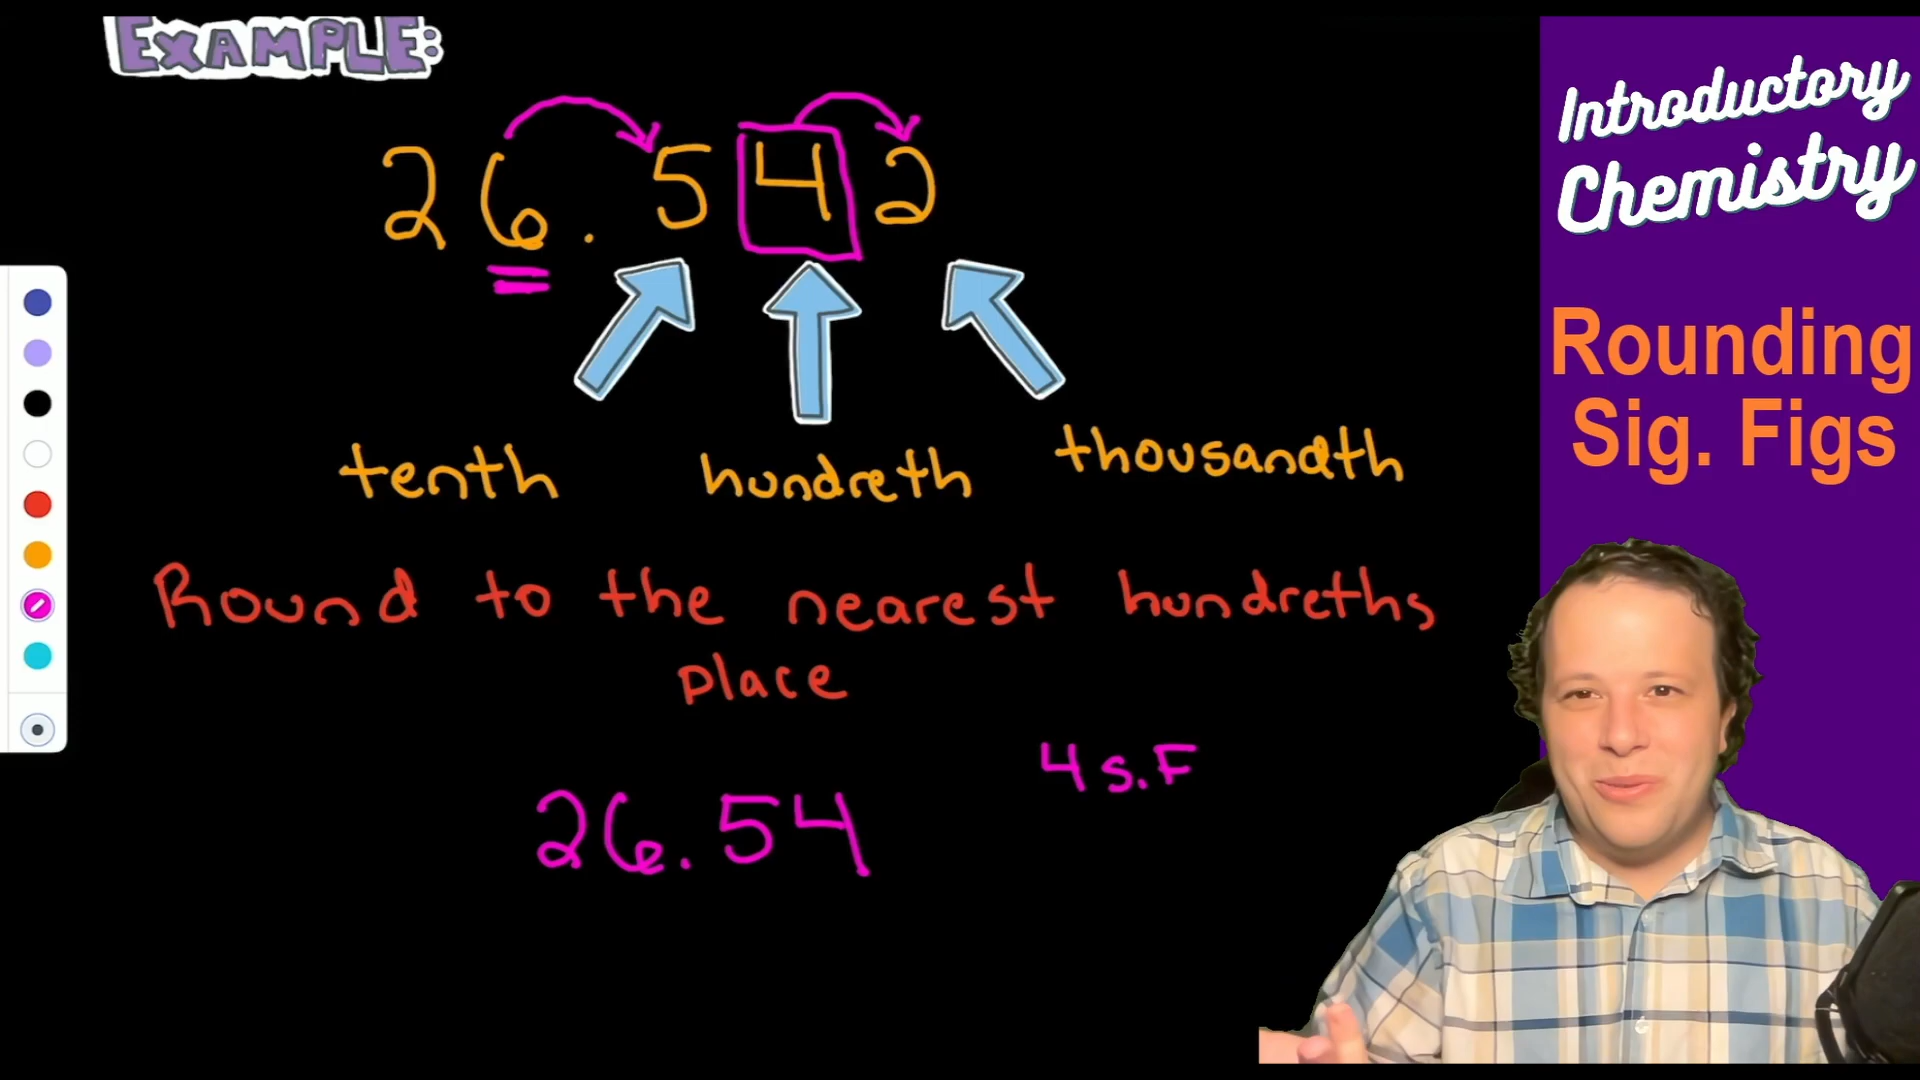 EXAMPLE:
26.542
tenth hundreth thousandth
Round to the nearest hundreths
place
4 s.F
26.54
Introductory
Chemistry
Rounding
Sig. Figs